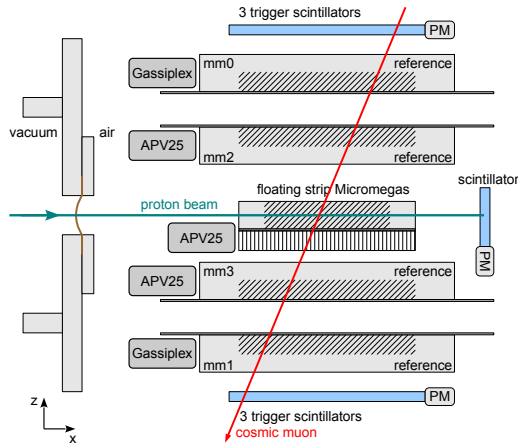 3 trigger scintillators
PM
Gassiplex
mm0
reference
vacuum
air
APV25
mm2
reference
scintillator
floating strip Micromegas
proton beam
APV25
PM
APV25
mm3
reference
Gassiplex
mm1
reference
z
x
PM
3 trigger scintillators
cosmic muon